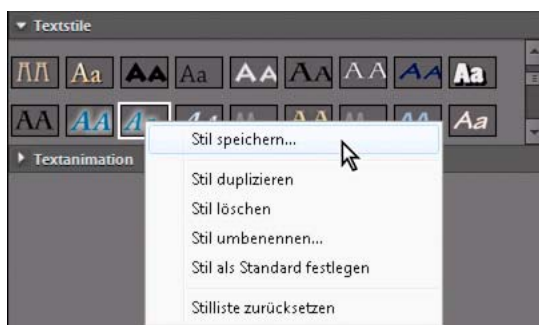 Textstile
ПП Aa AA Aa AA AA AA AA Aa
AA AA A Aa
Textanimation
Stil speichern...
Stil duplizieren
Stil löschen
Stil umbenennen...
Stil als Standard festlegen
Stilliste zurücksetzen